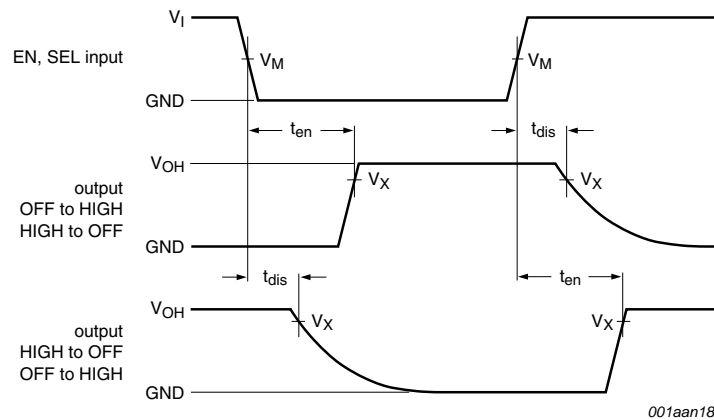 V_I
EN, SEL input
V_M
V_M
GND
t_en
t_dis
V_OH
output
OFF to HIGH
HIGH to OFF
V_X
V_X
GND
t_dis
t_en
V_OH
output
HIGH to OFF
OFF to HIGH
V_X
V_X
GND